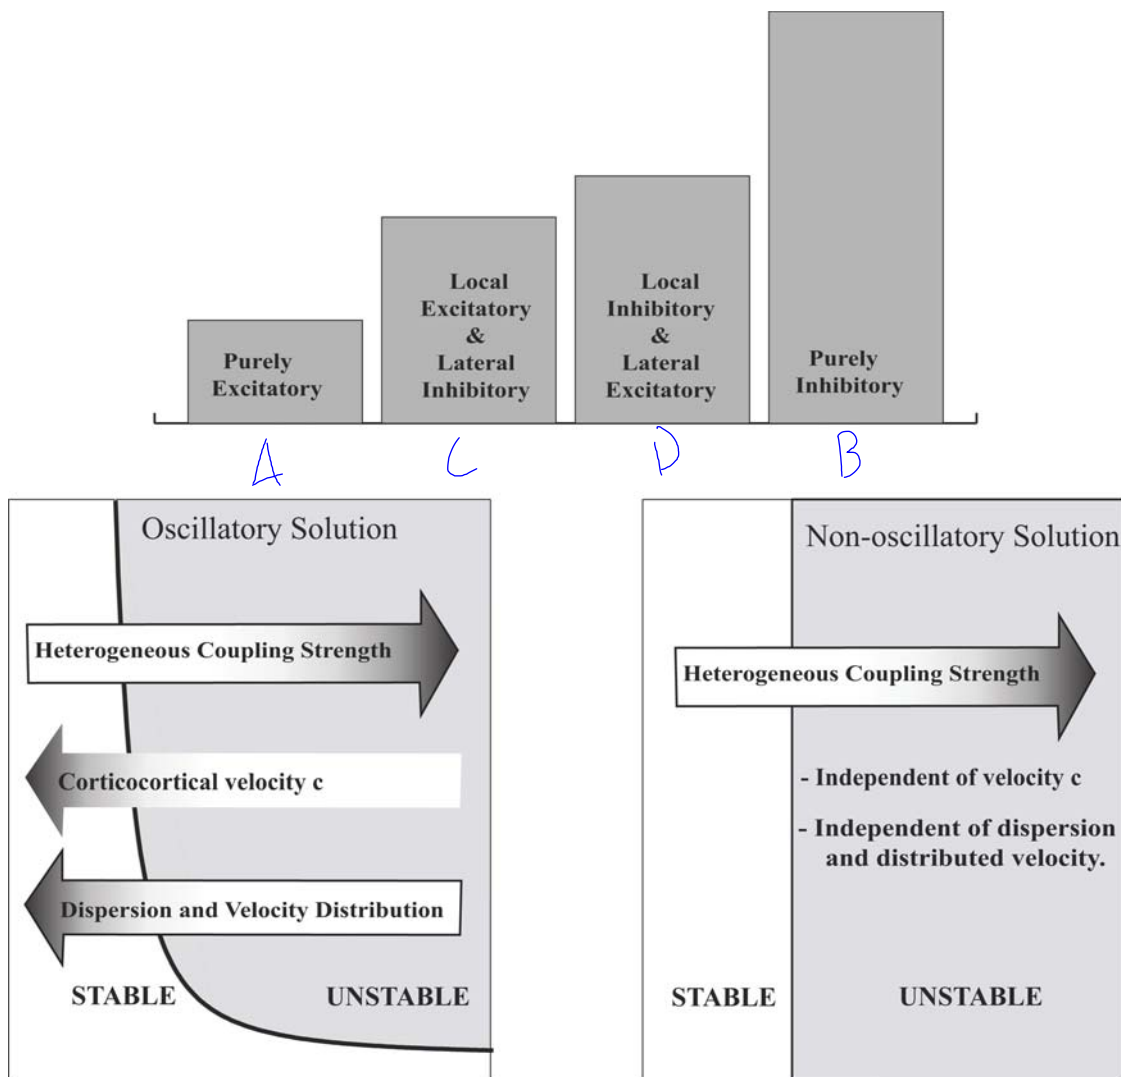 Purely
Excitatory
Local
Excitatory
&
Lateral
Inhibitory
Local
Inhibitory
&
Lateral
Excitatory
Purely
Inhibitory
A
C
D
B
Oscillatory Solution
Heterogeneous Coupling Strength
Corticocortical velocity c
Dispersion and Velocity Distribution
STABLE
UNSTABLE
Non-oscillatory Solution
Heterogeneous Coupling Strength
- Independent of velocity c
- Independent of dispersion
and distributed velocity.
STABLE
UNSTABLE